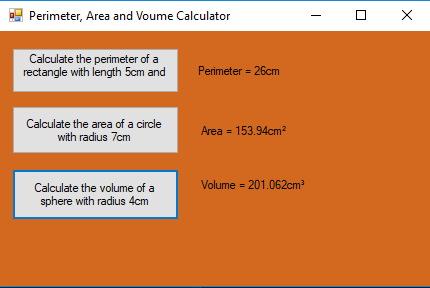 Perimeter, Area and Voume Calculator
Calculate the perimeter of a
rectangle with length 5cm and
Perimeter = 26cm
Calculate the area of a circle
with radius 7cm
Area = 153.94cm²
Calculate the volume of a
sphere with radius 4cm
Volume = 201.062cm³